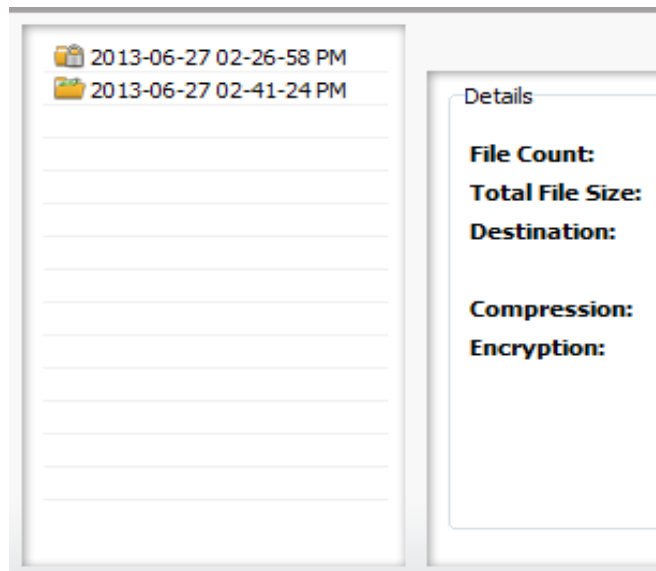 2013-06-27 02-26-58 PM
2013-06-27 02-41-24 PM
Details
File Count:
Total File Size:
Destination:
Compression:
Encryption: